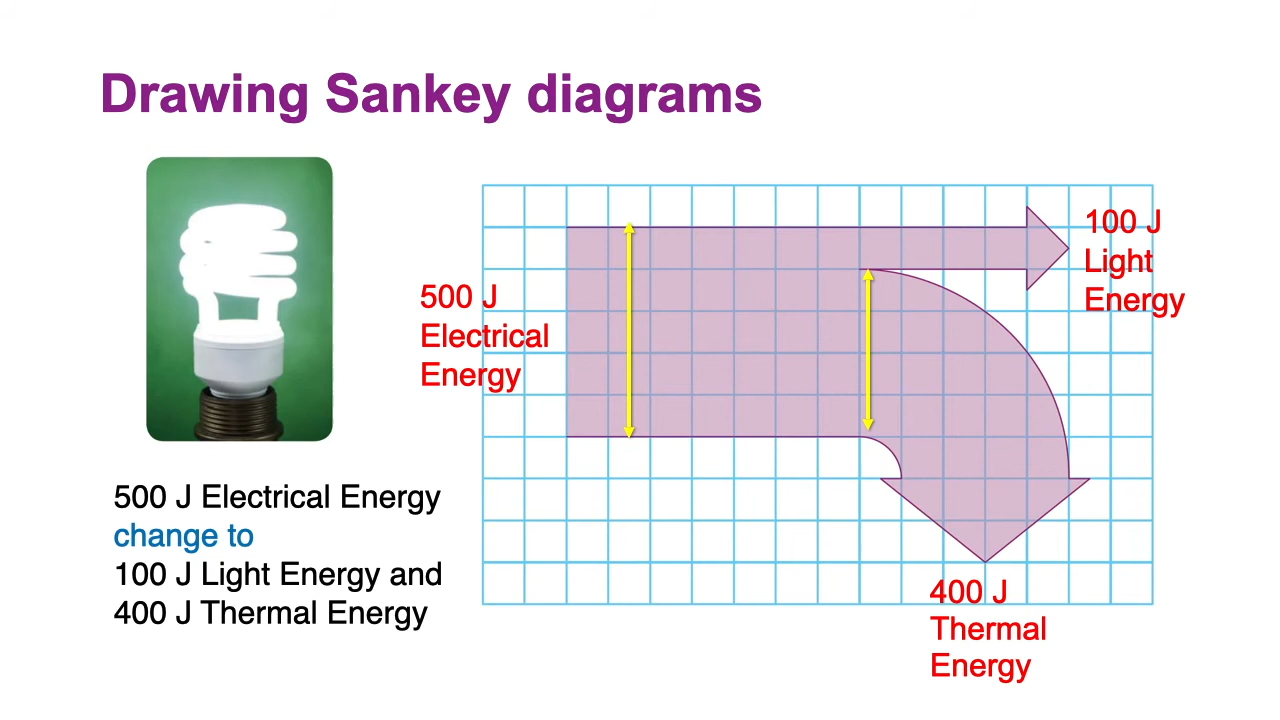 Drawing Sankey diagrams
500 J
Electrical
Energy
100 J
Light
Energy
500 J Electrical Energy
change to
100 J Light Energy and
400 J Thermal Energy
400 J
Thermal
Energy